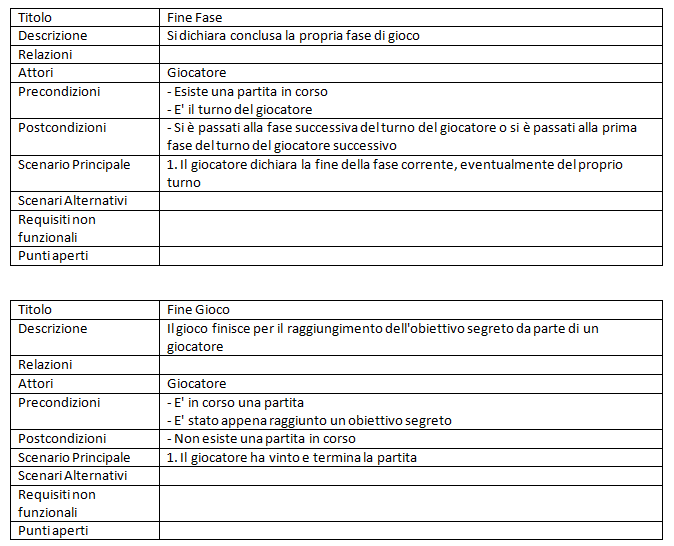 Titolo Fine Fase
Descrizione Si dichiara conclusa la propria fase di gioco
Relazioni
Attori Giocatore
Precondizioni - Esiste una partita in corso
- E' il turno del giocatore
Postcondizioni - Si è passati alla fase successiva del turno del giocatore o si è passati alla prima
fase del turno del giocatore successivo
Scenario Principale 1. Il giocatore dichiara la fine della fase corrente, eventualmente del proprio
turno
Scenari Alternativi
Requisiti non
funzionali
Punti aperti
Titolo Fine Gioco
Descrizione Il gioco finisce per il raggiungimento dell'obiettivo segreto da parte di un
giocatore
Relazioni
Attori Giocatore
Precondizioni - E' in corso una partita
- E' stato appena raggiunto un obiettivo segreto
Postcondizioni - Non esiste una partita in corso
Scenario Principale 1. Il giocatore ha vinto e termina la partita
Scenari Alternativi
Requisiti non
funzionali
Punti aperti